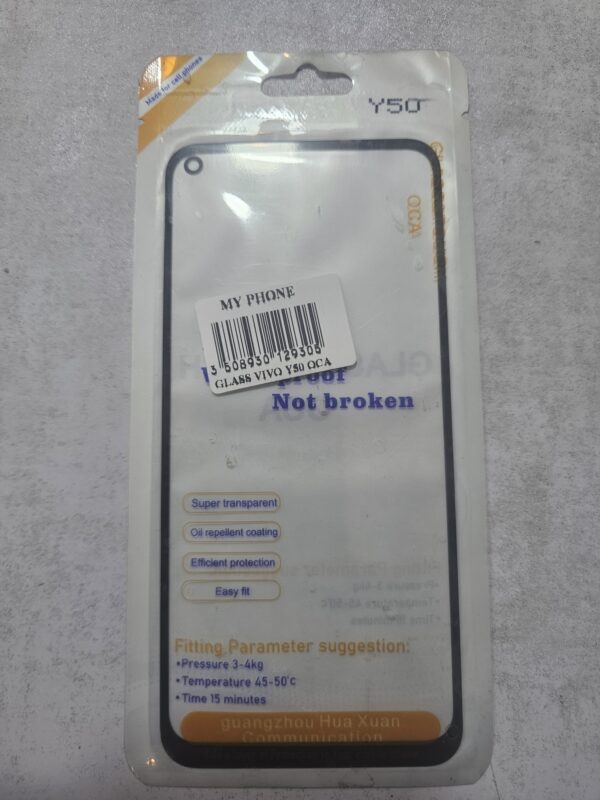 Made for cell phones
Y50
OCA
MY PHONE
3 508930 129305
GLASS VIVO Y50 OCA
Not broken
Super transparent
Oil repellent coating
Efficient protection
Easy fit
Fitting Parameter suggestion:
•Pressure 3-4kg
•Temperature 45-50°c
•Time 15 minutes
guangzhou Hua Xuan
Communication